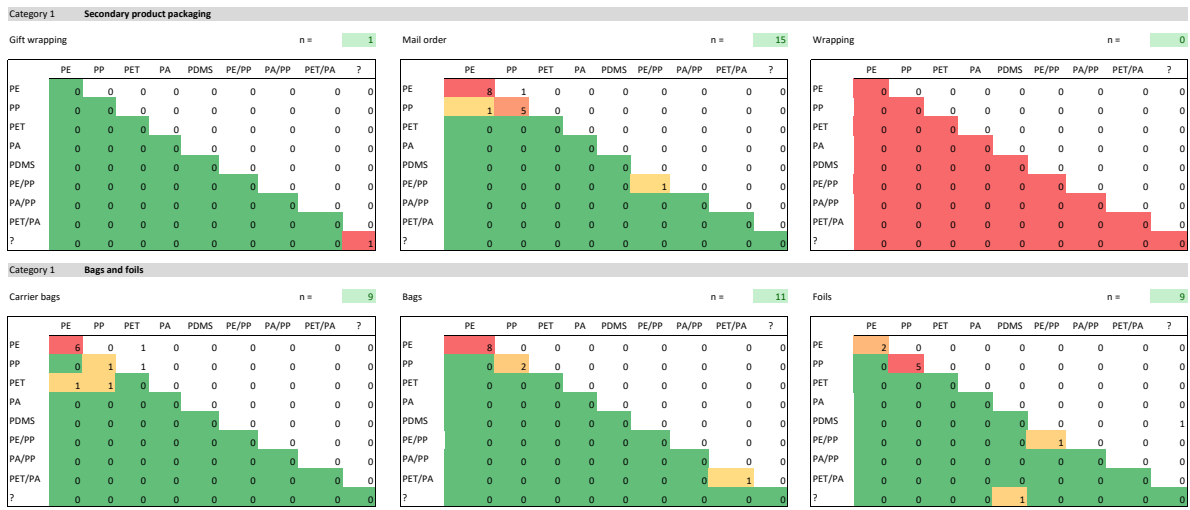 Category 1 Secondary product packaging
Gift wrapping n = 1 Mail order n = 15 Wrapping n = 0
PE PP PET PA PDMS PE/PP PA/PP PET/PA ? PE PP PET PA PDMS PE/PP PA/PP PET/PA ? PE PP PET PA PDMS PE/PP PA/PP PET/PA ?
PE 0 0 0 0 0 0 0 0 0 PE 8 1 0 0 0 0 0 0 0 PE 0 0 0 0 0 0 0 0 0
PP 0 0 0 0 0 0 0 0 0 PP 1 5 0 0 0 0 0 0 0 PP 0 0 0 0 0 0 0 0 0
PET 0 0 0 0 0 0 0 0 0 PET 0 0 0 0 0 0 0 0 0 PET 0 0 0 0 0 0 0 0 0
PA 0 0 0 0 0 0 0 0 0 PA 0 0 0 0 0 0 0 0 0 PA 0 0 0 0 0 0 0 0 0
PDMS 0 0 0 0 0 0 0 0 0 PDMS 0 0 0 0 0 0 0 0 0 PDMS 0 0 0 0 0 0 0 0 0
PE/PP 0 0 0 0 0 0 0 0 0 PE/PP 0 0 0 0 0 1 0 0 0 PE/PP 0 0 0 0 0 0 0 0 0
PA/PP 0 0 0 0 0 0 0 0 0 PA/PP 0 0 0 0 0 0 0 0 0 PA/PP 0 0 0 0 0 0 0 0 0
PET/PA 0 0 0 0 0 0 0 0 0 PET/PA 0 0 0 0 0 0 0 0 0 PET/PA 0 0 0 0 0 0 0 0 0
? 0 0 0 0 0 0 0 0 1 ? 0 0 0 0 0 0 0 0 0 ? 0 0 0 0 0 0 0 0 0
Category 1 Bags and foils
Carrier bags n = 9 Bags n = 11 Foils n = 9
PE PP PET PA PDMS PE/PP PA/PP PET/PA ? PE PP PET PA PDMS PE/PP PA/PP PET/PA ? PE PP PET PA PDMS PE/PP PA/PP PET/PA ?
PE 6 0 1 0 0 0 0 0 0 PE 8 0 0 0 0 0 0 0 0 PE 2 0 0 0 0 0 0 0 0
PP 0 1 1 0 0 0 0 0 0 PP 0 2 0 0 0 0 0 0 0 PP 0 5 0 0 0 0 0 0 0
PET 1 1 0 0 0 0 0 0 0 PET 0 0 0 0 0 0 0 0 0 PET 0 0 0 0 0 0 0 0 0
PA 0 0 0 0 0 0 0 0 0 PA 0 0 0 0 0 0 0 0 0 PA 0 0 0 0 0 0 0 0 0
PDMS 0 0 0 0 0 0 0 0 0 PDMS 0 0 0 0 0 0 0 0 0 PDMS 0 0 0 0 0 0 0 0 1
PE/PP 0 0 0 0 0 0 0 0 0 PE/PP 0 0 0 0 0 0 0 0 0 PE/PP 0 0 0 0 0 1 0 0 0
PA/PP 0 0 0 0 0 0 0 0 0 PA/PP 0 0 0 0 0 0 0 0 0 PA/PP 0 0 0 0 0 0 0 0 0
PET/PA 0 0 0 0 0 0 0 0 0 PET/PA 0 0 0 0 0 0 0 1 0 PET/PA 0 0 0 0 0 0 0 0 0
? 0 0 0 0 0 0 0 0 0 ? 0 0 0 0 0 0 0 0 0 ? 0 0 0 0 1 0 0 0 0